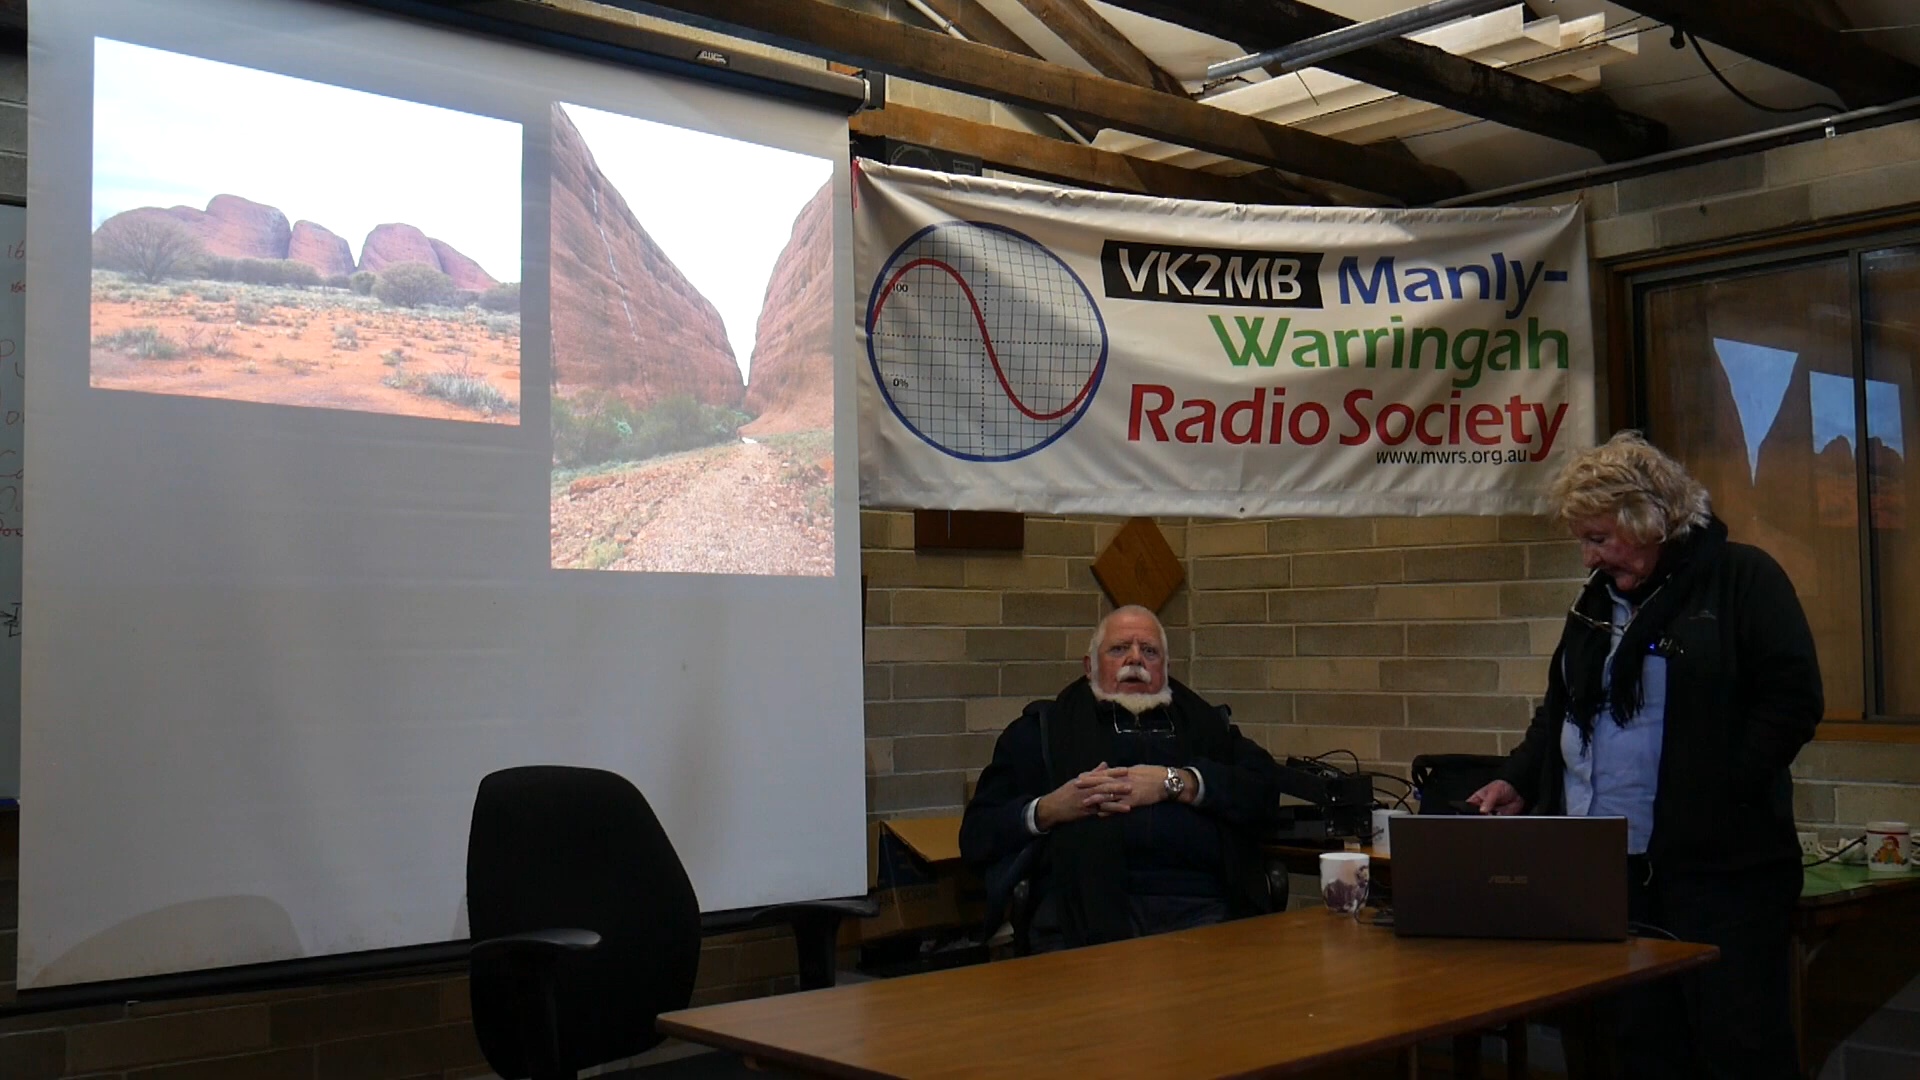 VK2MB Manly-
Warringah
Radio Society
www.mwrs.org.au
100
0%
ASUS